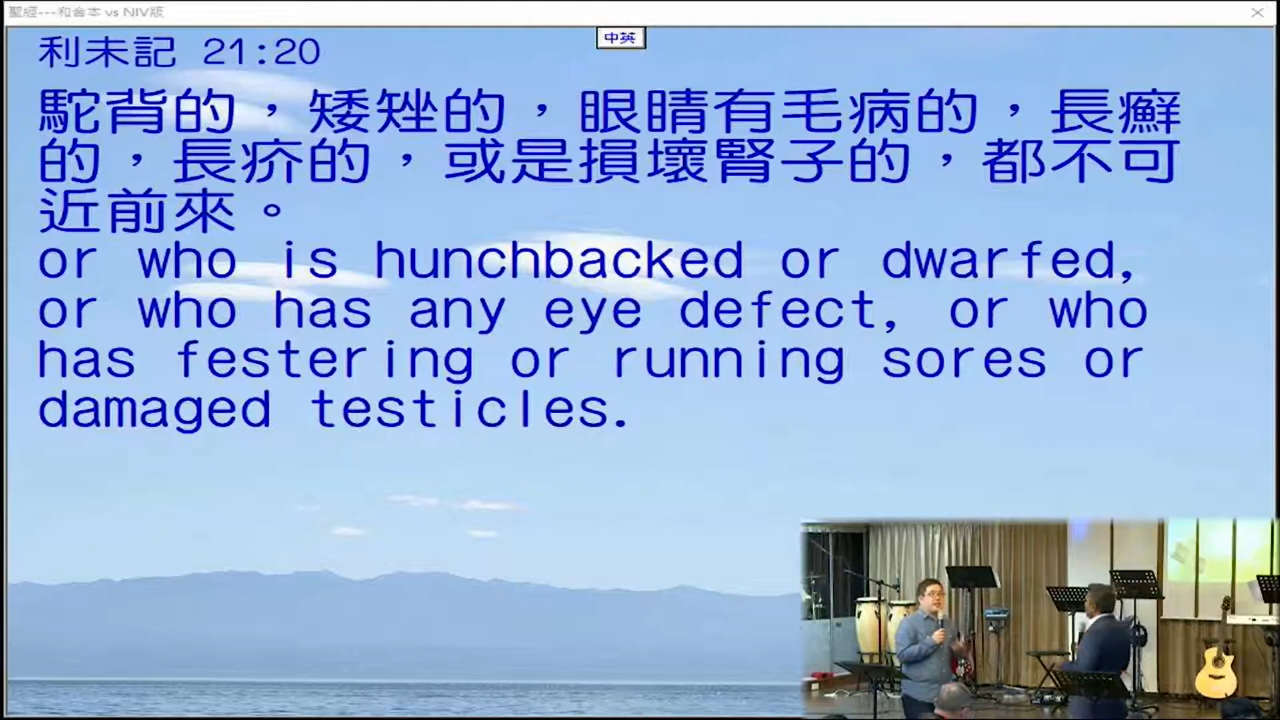 聖經---和合本 vs NIV版
中英
利未記 21:20
駝背的，矮矬的，眼睛有毛病的，長癬
的，長疥的，或是損壞腎子的，都不可
近前來。
or who is hunchbacked or dwarfed,
or who has any eye defect, or who
has festering or running sores or
damaged testicles.